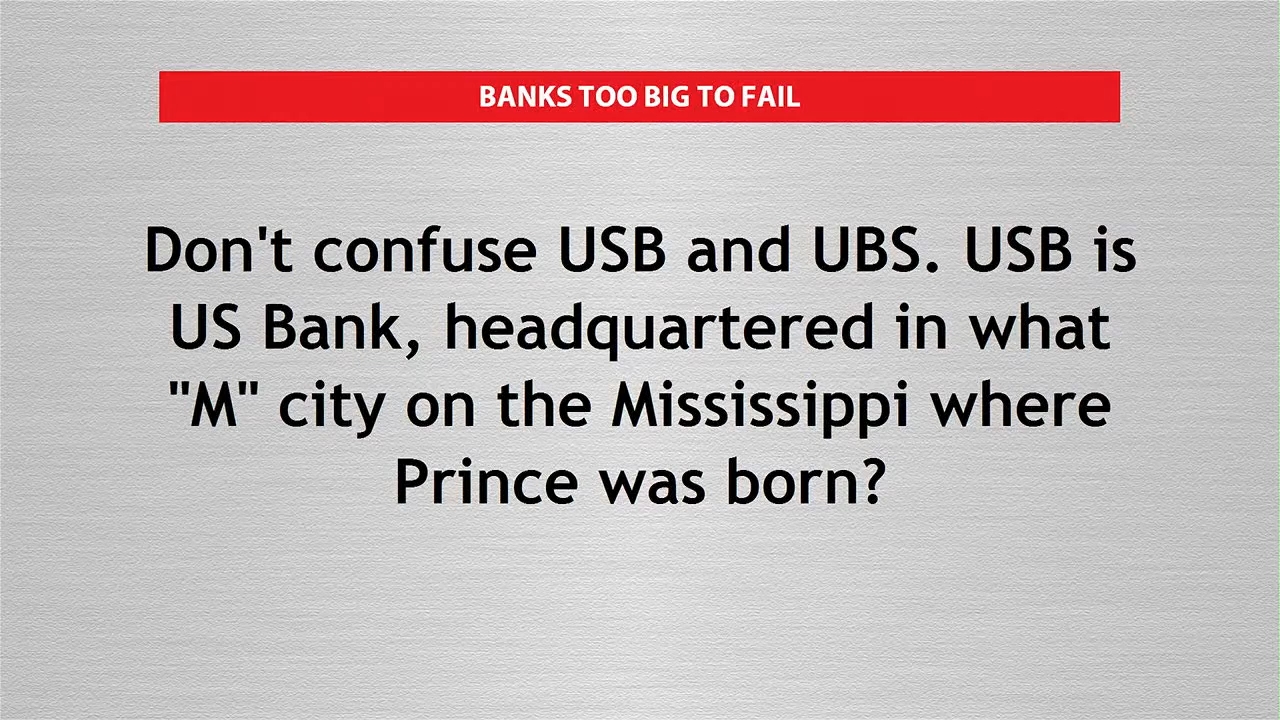 BANKS TOO BIG TO FAIL
Don't confuse USB and UBS. USB is
US Bank, headquartered in what
"M" city on the Mississippi where
Prince was born?